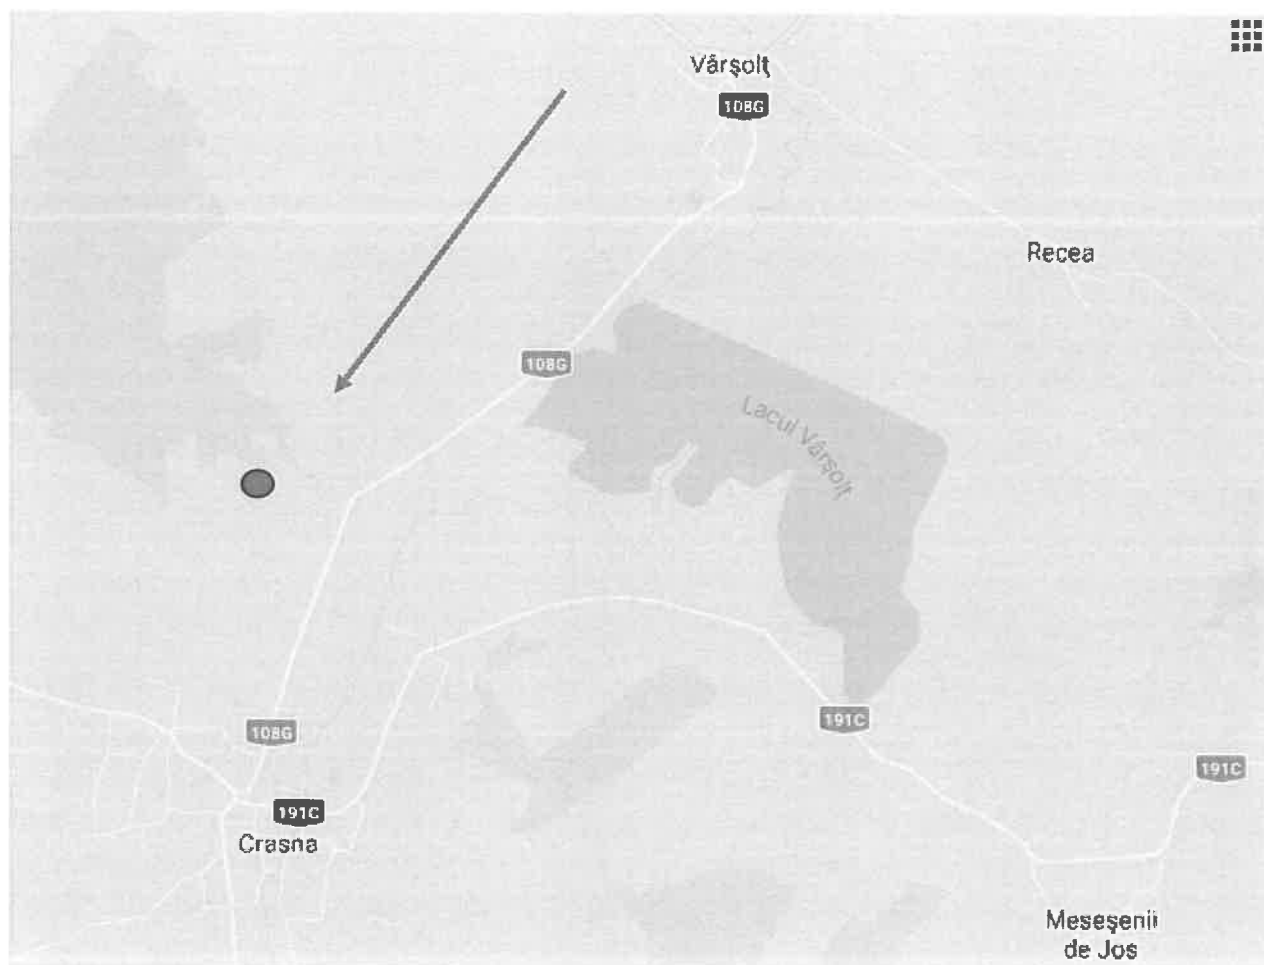 Vârşolţ
108G
Recea
108G
Lacul Vârşolţ
108G
191C
191C
191C
Crasna
Meseşenii
de Jos